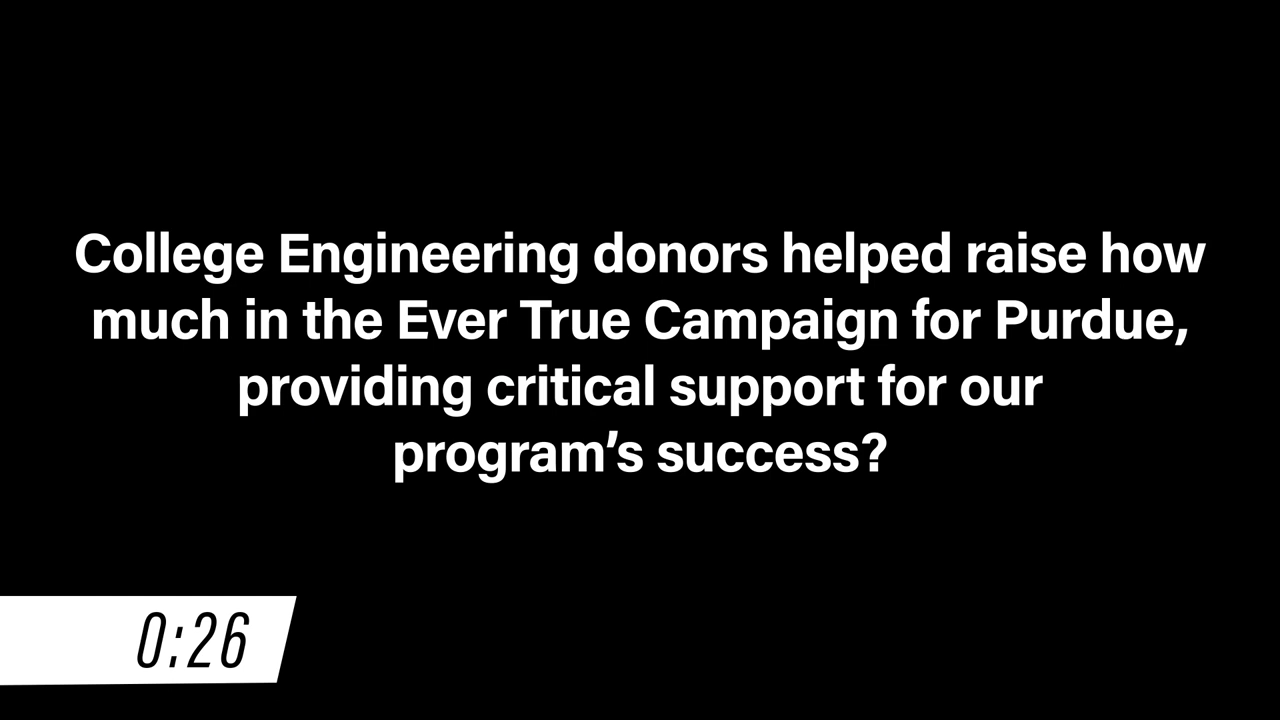 College Engineering donors helped raise how
much in the Ever True Campaign for Purdue,
providing critical support for our
program’s success?
0:26